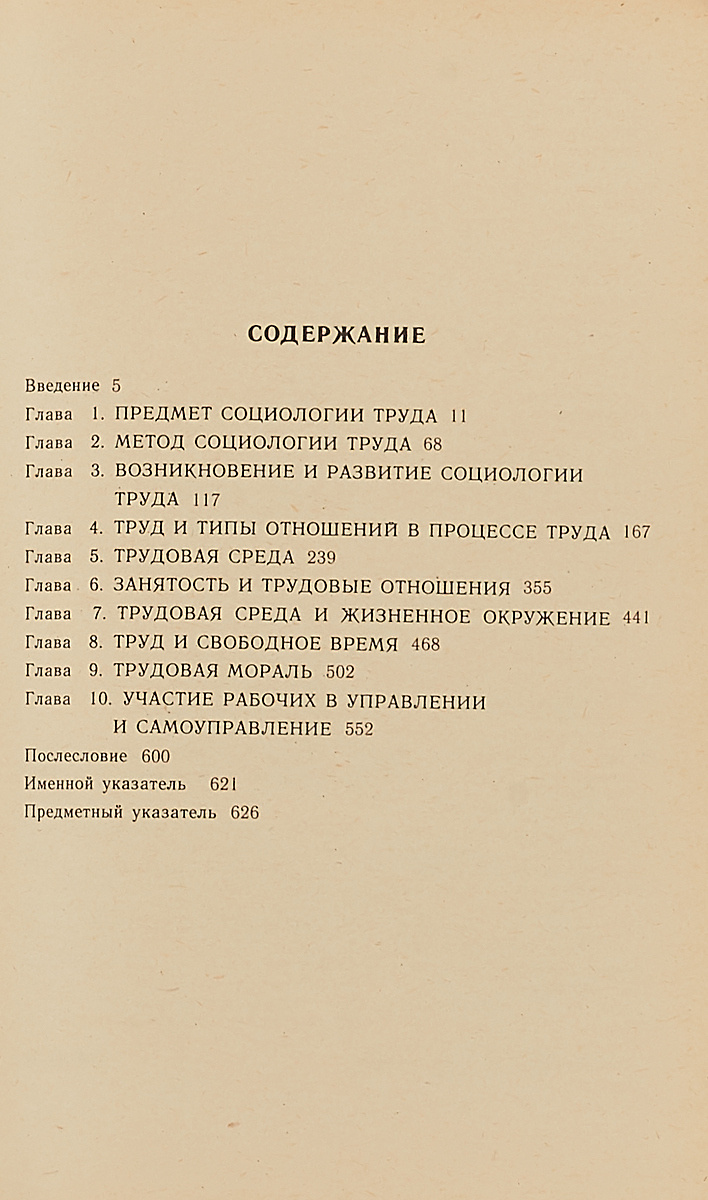 СОДЕРЖАНИЕ
Введение 5
Глава 1. ПРЕДМЕТ СОЦИОЛОГИИ ТРУДА 11
Глава 2. МЕТОД СОЦИОЛОГИИ ТРУДА 68
Глава 3. ВОЗНИКНОВЕНИЕ И РАЗВИТИЕ СОЦИОЛОГИИ
ТРУДА 117
Глава 4. ТРУД И ТИПЫ ОТНОШЕНИЙ В ПРОЦЕССЕ ТРУДА 167
Глава 5. ТРУДОВАЯ СРЕДА 239
Глава 6. ЗАНЯТОСТЬ И ТРУДОВЫЕ ОТНОШЕНИЯ 355
Глава 7. ТРУДОВАЯ СРЕДА И ЖИЗНЕННОЕ ОКРУЖЕНИЕ 441
Глава 8. ТРУД И СВОБОДНОЕ ВРЕМЯ 468
Глава 9. ТРУДОВАЯ МОРАЛЬ 502
Глава 10. УЧАСТИЕ РАБОЧИХ В УПРАВЛЕНИИ
И САМОУПРАВЛЕНИЕ 552
Послесловие 600
Именной указатель 621
Предметный указатель 626